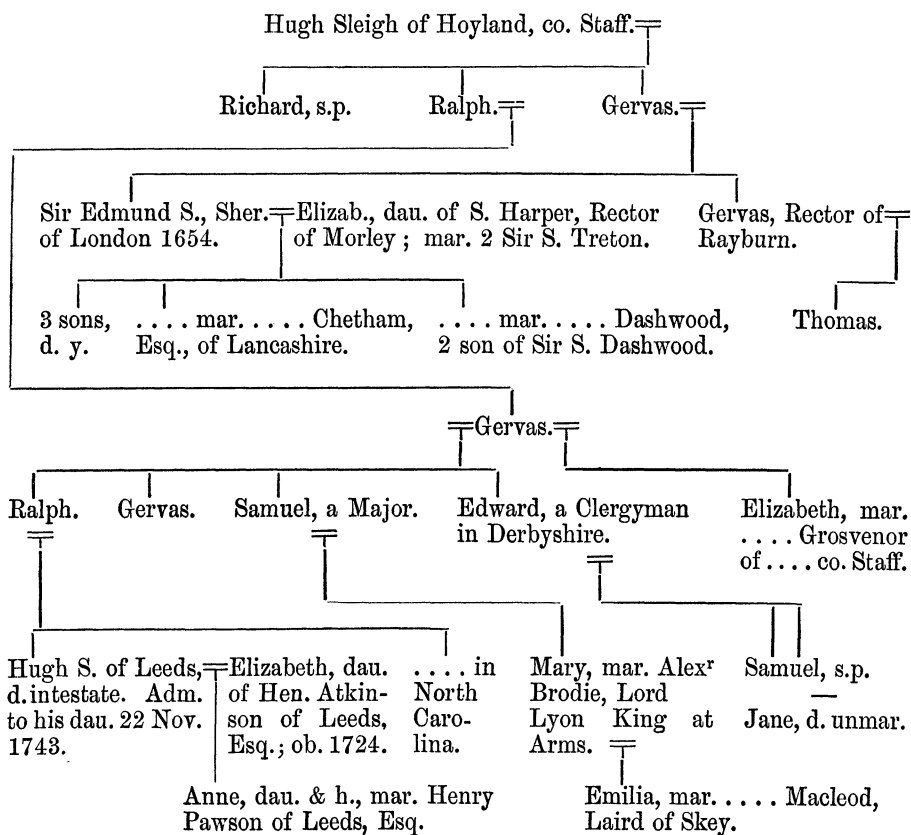 Hugh Sleigh of Hoyland, co. Staff.
Richard, s.p.
Ralph.
Gervas.
Sir Edmund S., Sher.
of London 1654.
Elizab., dau. of S. Harper, Rector
of Morley; mar. 2 Sir S. Treton.
Gervas, Rector of
Rayburn.
3 sons,
d. y.
. . . . mar. . . . . Chetham,
Esq., of Lancashire.
. . . . mar. . . . . Dashwood,
2 son of Sir S. Dashwood.
Thomas.
Gervas.
Ralph.
Gervas.
Samuel, a Major.
Edward, a Clergyman
in Derbyshire.
Elizabeth, mar.
. . . . Grosvenor
of . . . . co. Staff.
Hugh S. of Leeds,
d.intestate. Adm.
to his dau. 22 Nov.
1743.
Elizabeth, dau.
of Hen. Atkin-
son of Leeds,
Esq.; ob. 1724.
. . . . in
North
Caro-
lina.
Mary, mar. Alexʳ
Brodie, Lord
Lyon King at
Arms.
Samuel, s.p.
Jane, d. unmar.
Anne, dau. & h., mar. Henry
Pawson of Leeds, Esq.
Emilia, mar. . . . . Macleod,
Laird of Skey.